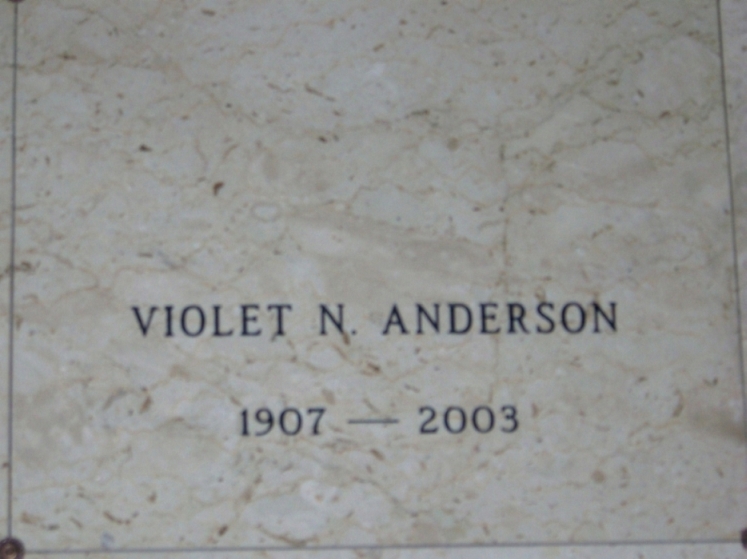 VIOLET N. ANDERSON
1907 — 2003